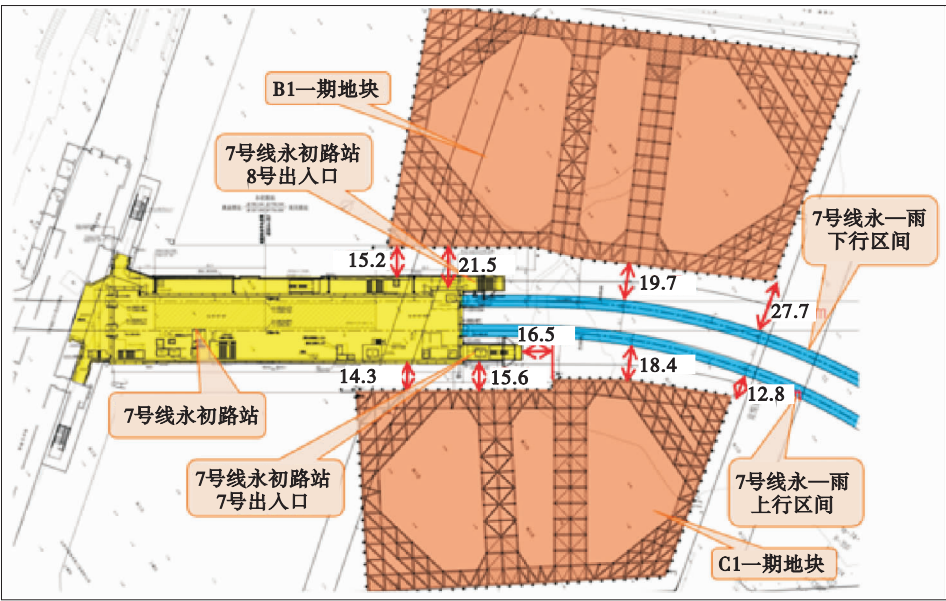 B1一期地块
7号线永初路站
8号出入口
7号线永—雨
下行区间
15.2
21.5
19.7
27.7
16.5
14.3
15.6
18.4
12.8
7号线永初路站
7号线永初路站
7号出入口
7号线永—雨
上行区间
C1一期地块